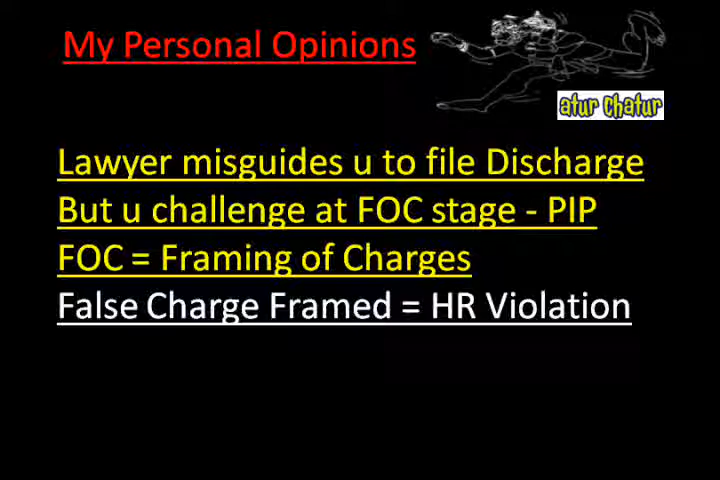 My Personal Opinions
atur chatur
Lawyer misguides u to file Discharge
But u challenge at FOC stage - PIP
FOC = Framing of Charges
False Charge Framed = HR Violation